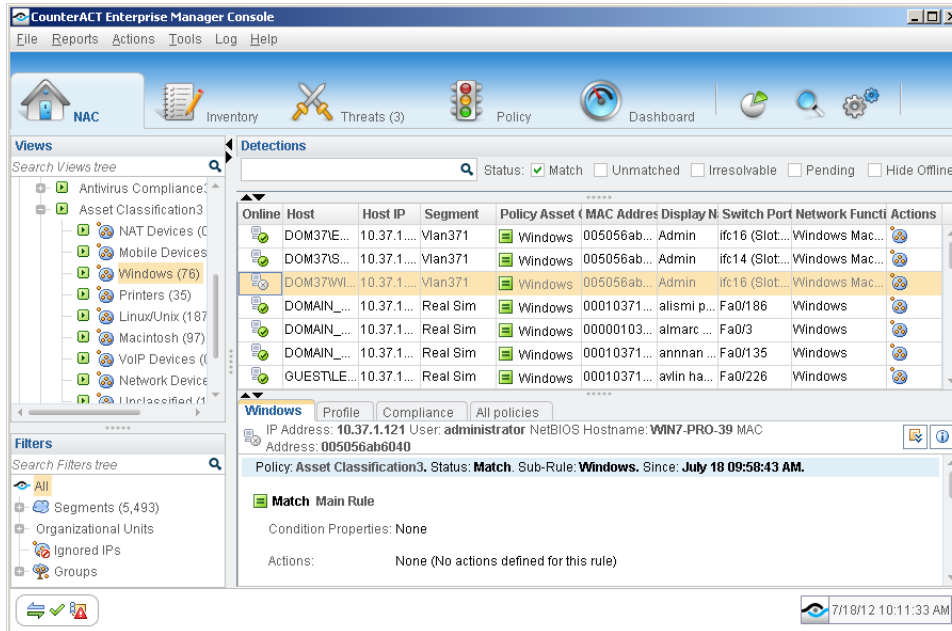 CounterACT Enterprise Manager Console
File Reports Actions Tools Log Help
NAC Inventory Threats (3) Policy Dashboard
Views
Search Views tree
Antivirus Compliance3
Asset Classification3
NAT Devices (
Mobile Devices
Windows (76)
Printers (35)
Linux/Unix (187
Macintosh (97)
VoIP Devices (
Network Device
Unclassified (1
Filters
Search Filters tree
All
Segments (5,493)
Organizational Units
Ignored IPs
Groups
Detections
Status: Match Unmatched Irresolvable Pending Hide Offline
Online Host Host IP Segment Policy Asset ( MAC Addres Display N Switch Port Network Functi Actions
DOM37\E... 10.37.1.... Vlan371 Windows 005056ab... Admin ifc16 (Slot:... Windows Mac...
DOM37\S... 10.37.1.... Vlan371 Windows 005056ab... Admin ifc14 (Slot:... Windows Mac...
DOM37\WI... 10.37.1.... Vlan371 Windows 005056ab... Admin ifc16 (Slot:... Windows Mac...
DOMAIN_... 10.37.1... Real Sim Windows 00010371... alismi p... Fa0/186 Windows
DOMAIN_... 10.37.1... Real Sim Windows 00000103... almarc ... Fa0/3 Windows
DOMAIN_... 10.37.1... Real Sim Windows 00010371... annnan ... Fa0/135 Windows
GUEST\LE... 10.37.1... Real Sim Windows 00010371... avlin ha... Fa0/226 Windows
Windows Profile Compliance All policies
IP Address: 10.37.1.121 User: administrator NetBIOS Hostname: WIN7-PRO-39 MAC
Address: 005056ab6040
Policy: Asset Classification3. Status: Match. Sub-Rule: Windows. Since: July 18 09:58:43 AM.
Match Main Rule
Condition Properties: None
Actions: None (No actions defined for this rule)
7/18/12 10:11:33 AM